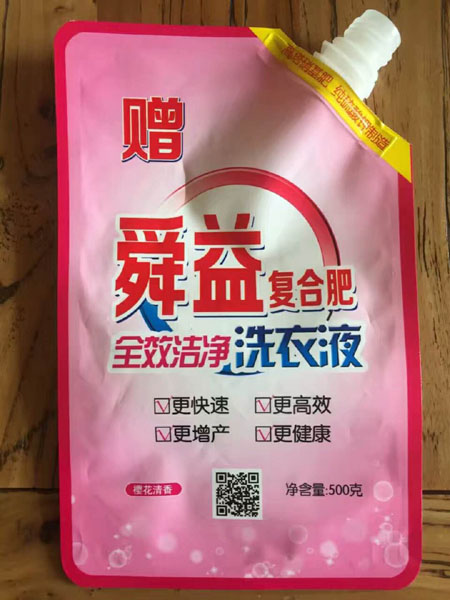 赠
舜益复合肥
全效洁净洗衣液
☑更快速 ☑更高效
☑更增产 ☑更健康
樱花清香
净含量:500克